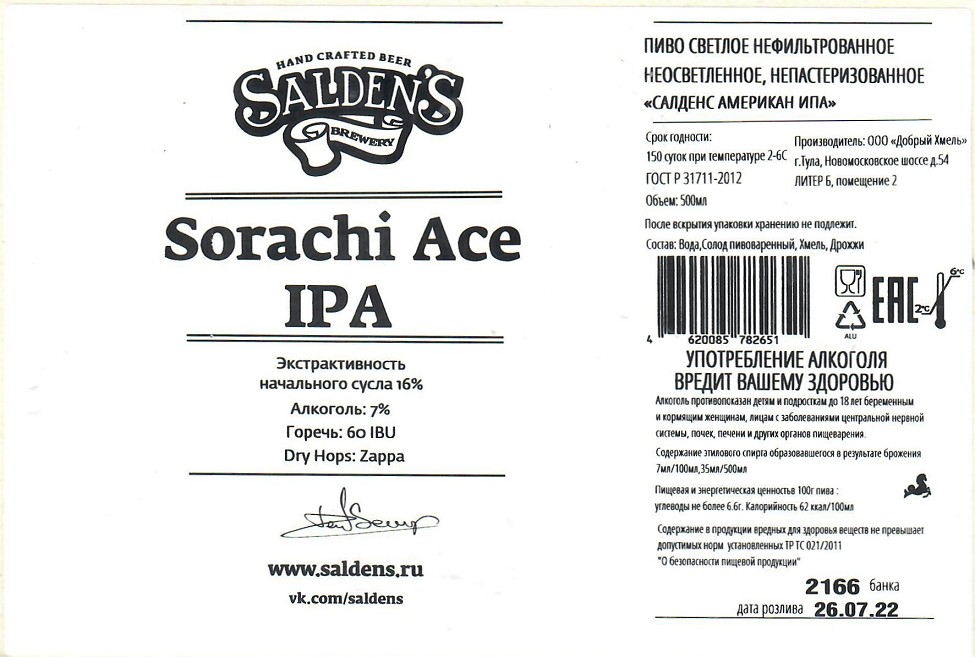 HAND CRAFTED BEER
SALDEN'S
BREWERY
Sorachi Ace
IPA
Экстрактивность
начального сусла 16%
Алкоголь: 7%
Горечь: 60 IBU
Dry Hops: Zappa
www.saldens.ru
vk.com/saldens
ПИВО СВЕТЛОЕ НЕФИЛЬТРОВАННОЕ
НЕОСВЕТЛЕННОЕ, НЕПАСТЕРИЗОВАННОЕ
«САЛДЕНС АМЕРИКАН ИПА»
Срок годности:
150 суток при температуре 2-6С
ГОСТ Р 31711-2012
Объем: 500мл
Производитель: ООО «Добрый Хмель»
г.Тула, Новомосковское шоссе д.54
ЛИТЕР Б, помещение 2
После вскрытия упаковки хранению не подлежит.
Состав: Вода,Солод пивоваренный, Хмель, Дрожжи
4 620085 782651
ALU
EAC
2°C
6°C
УПОТРЕБЛЕНИЕ АЛКОГОЛЯ
ВРЕДИТ ВАШЕМУ ЗДОРОВЬЮ
Алкоголь противопоказан детям и подросткам до 18 лет беременным
и кормящим женщинам, лицам с заболеваниями центральной нервной
системы, почек, печени и других органов пищеварения.
Содержание этилового спирта образовавшегося в результате брожения
7мл/100мл,35мл/500мл
Пищевая и энергетическая ценностьв 100г пива :
углеводы не более 6.6г. Калорийность 62 ккал/100мл
Содержание в продукции вредных для здоровья веществ не превышает
допустимых норм установленных ТР ТС 021/2011
"О безопасности пищевой продукции"
2166 банка
дата розлива 26.07.22